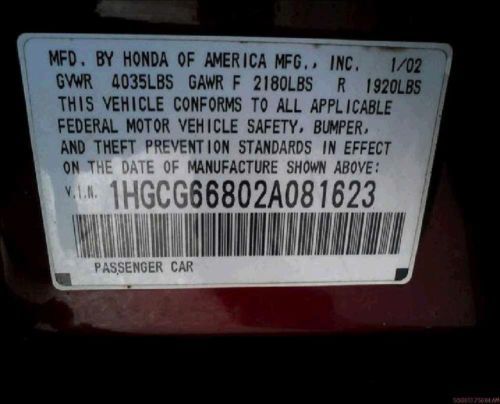 MFD. BY HONDA OF AMERICA MFG., INC. 1/02
GVWR 4035LBS GAWR F 2180LBS R 1920LBS
THIS VEHICLE CONFORMS TO ALL APPLICABLE
FEDERAL MOTOR VEHICLE SAFETY, BUMPER,
AND THEFT PREVENTION STANDARDS IN EFFECT
ON THE DATE OF MANUFACTURE SHOWN ABOVE:
V.I.N. 1HGCG66802A081623
PASSENGER CAR